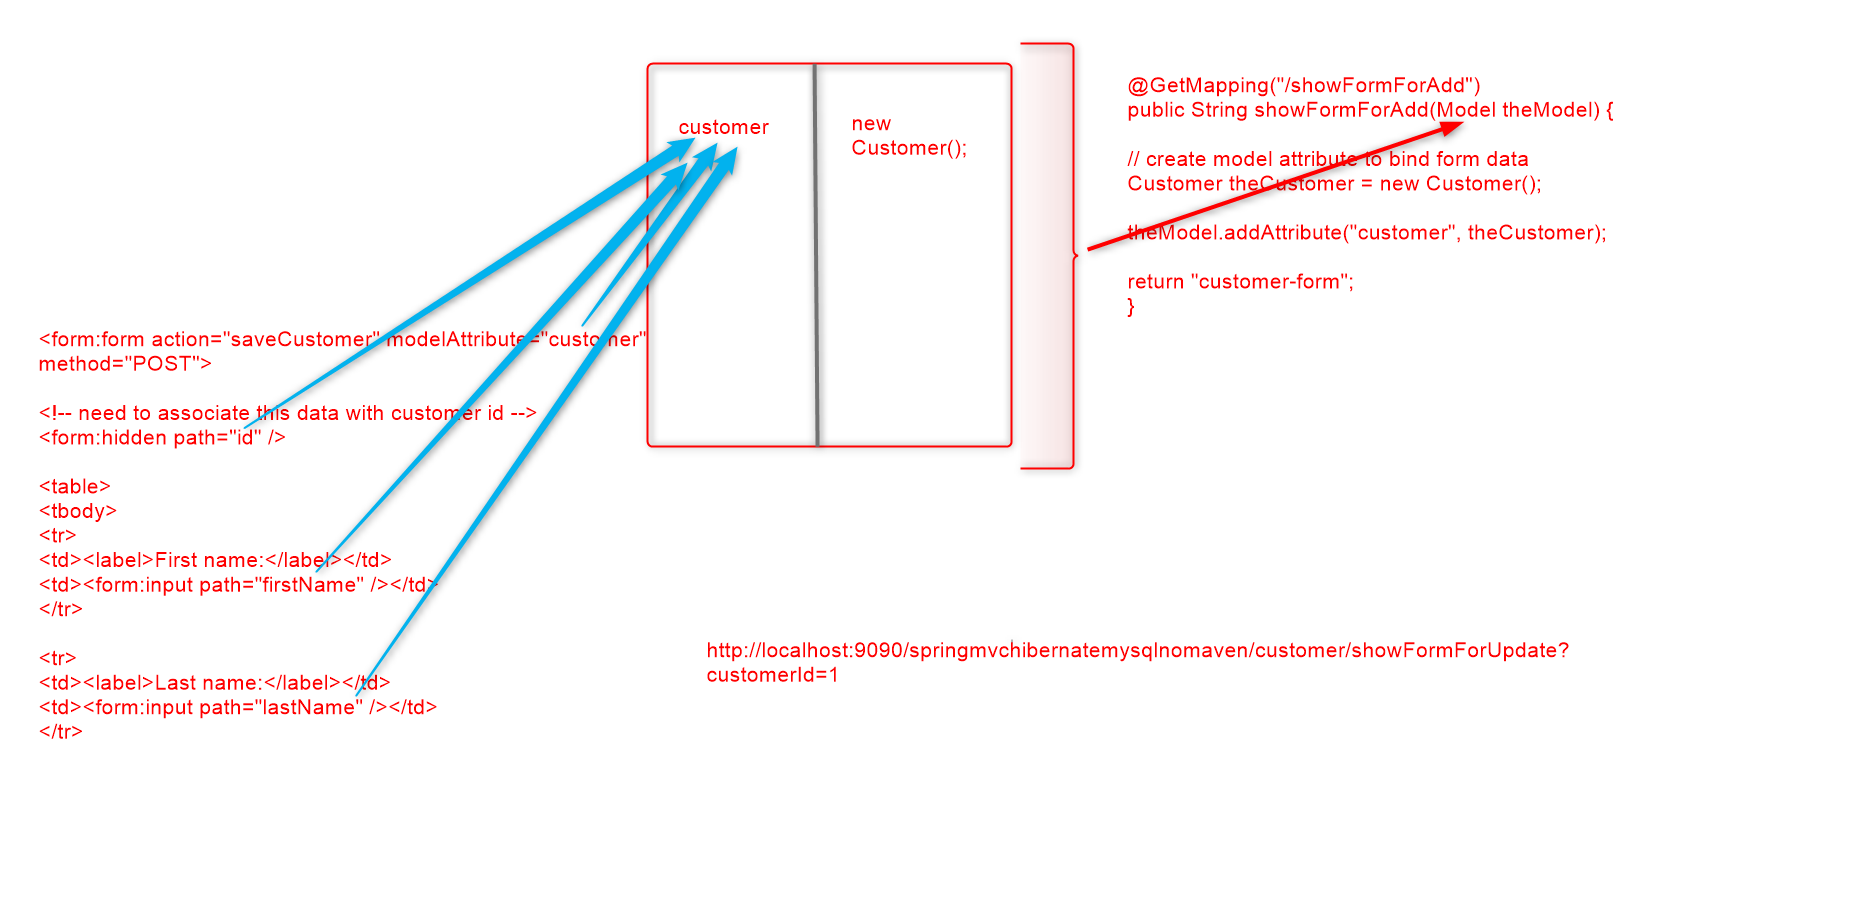 customer
new
Customer();
@GetMapping("/showFormForAdd")
public String showFormForAdd(Model theModel) {
// create model attribute to bind form data
Customer theCustomer = new Customer();
theModel.addAttribute("customer", theCustomer);
return "customer-form";
}
<form:form action="saveCustomer" modelAttribute="customer"
method="POST">
<!-- need to associate this data with customer id -->
<form:hidden path="id" />
<table>
<tbody>
<tr>
<td><label>First name:</label></td>
<td><form:input path="firstName" /></td>
</tr>
<tr>
<td><label>Last name:</label></td>
<td><form:input path="lastName" /></td>
</tr>
http://localhost:9090/springmvchibernatemysqlnomaven/customer/showFormForUpdate?
customerId=1